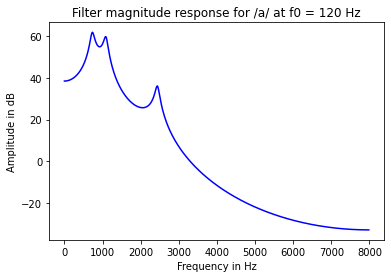 Filter magnitude response for /a/ at f0 = 120 Hz
60
40
20
0
−20
Amplitude in dB
0 1000 2000 3000 4000 5000 6000 7000 8000
Frequency in Hz